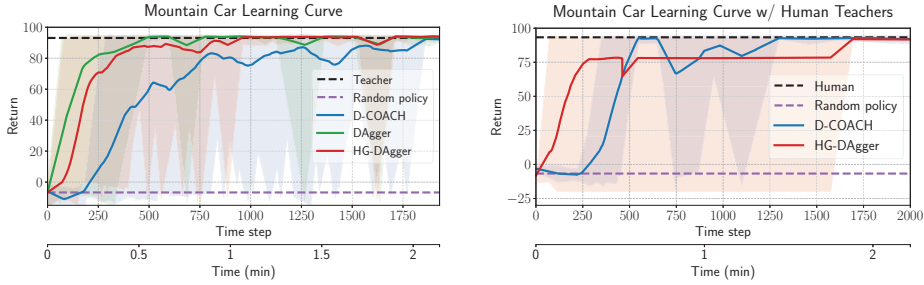 Mountain Car Learning Curve
Return
100
80
60
40
20
0
Teacher
Random policy
D-COACH
DAgger
HG-DAgger
0 250 500 750 1000 1250 1500 1750
Time step
0 0.5 1 1.5 2
Time (min)
Mountain Car Learning Curve w/ Human Teachers
Return
100
75
50
25
0
−25
Human
Random policy
D-COACH
HG-DAgger
0 250 500 750 1000 1250 1500 1750 2000
Time step
0 1 2
Time (min)